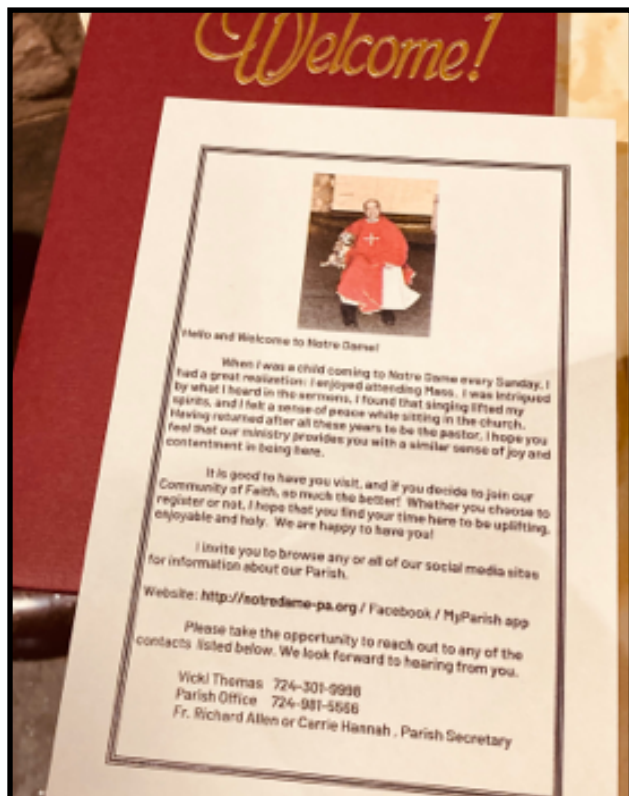 Welcome!
Hello and Welcome to Notre Dame!
When I was a child coming to Notre Dame every Sunday, I
had a great realization: I enjoyed attending Mass. I was intrigued
by what I heard in the sermons, I found that singing lifted my
spirits, and I felt a sense of peace while sitting in the church.
Having returned after all these years to be the pastor, I hope you
feel that our ministry provides you with a similar sense of joy and
contentment in being here.
It is good to have you visit, and if you decide to join our
Community of Faith, so much the better! Whether you choose to
register or not, I hope that you find your time here to be uplifting,
enjoyable and holy. We are happy to have you!
I invite you to browse any or all of our social media sites
for information about our Parish.
Website: http://notredame-pa.org / Facebook / MyParish app
Please take the opportunity to reach out to any of the
contacts listed below. We look forward to hearing from you.
Vicki Thomas 724-301-9998
Parish Office 724-981-5566
Fr. Richard Allen or Carrie Hannah , Parish Secretary